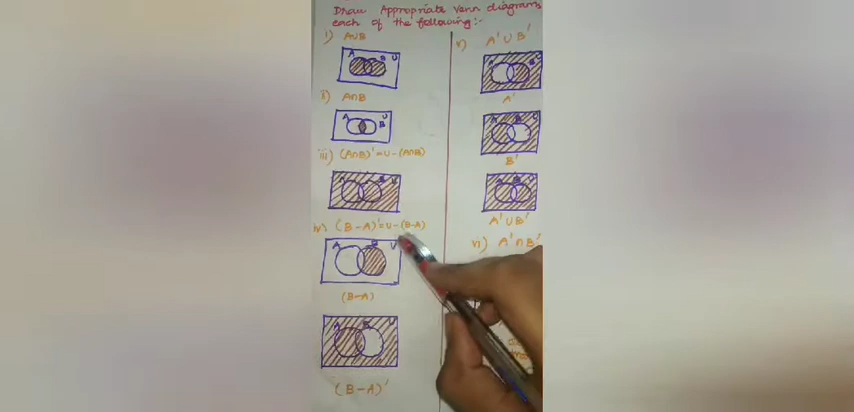 Draw Appropriate Venn diagrams
each of the following:-
i) A∪B
A B U
ii) A∩B
A U
B
iii) (A∩B)' = U-(A∩B)
A B U
iv) (B-A)' = U-(B-A)
A B U
(B-A)
A B U
(B-A)'
v) A' ∪ B'
A B U
A'
A B U
B'
A B U
A' ∪ B'
vi) A' ∩ B'